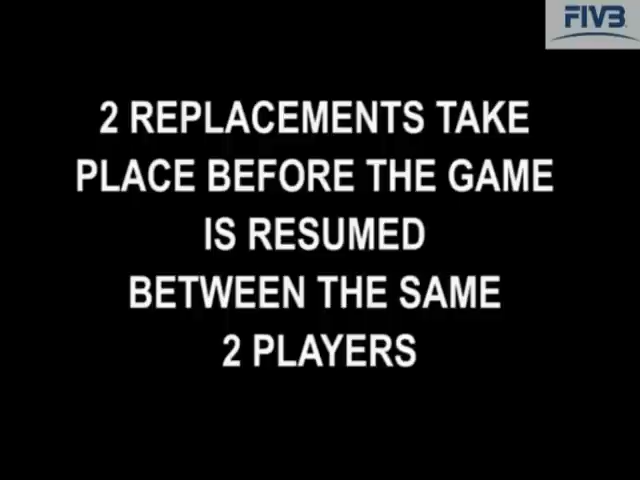 FIVB
2 REPLACEMENTS TAKE
PLACE BEFORE THE GAME
IS RESUMED
BETWEEN THE SAME
2 PLAYERS